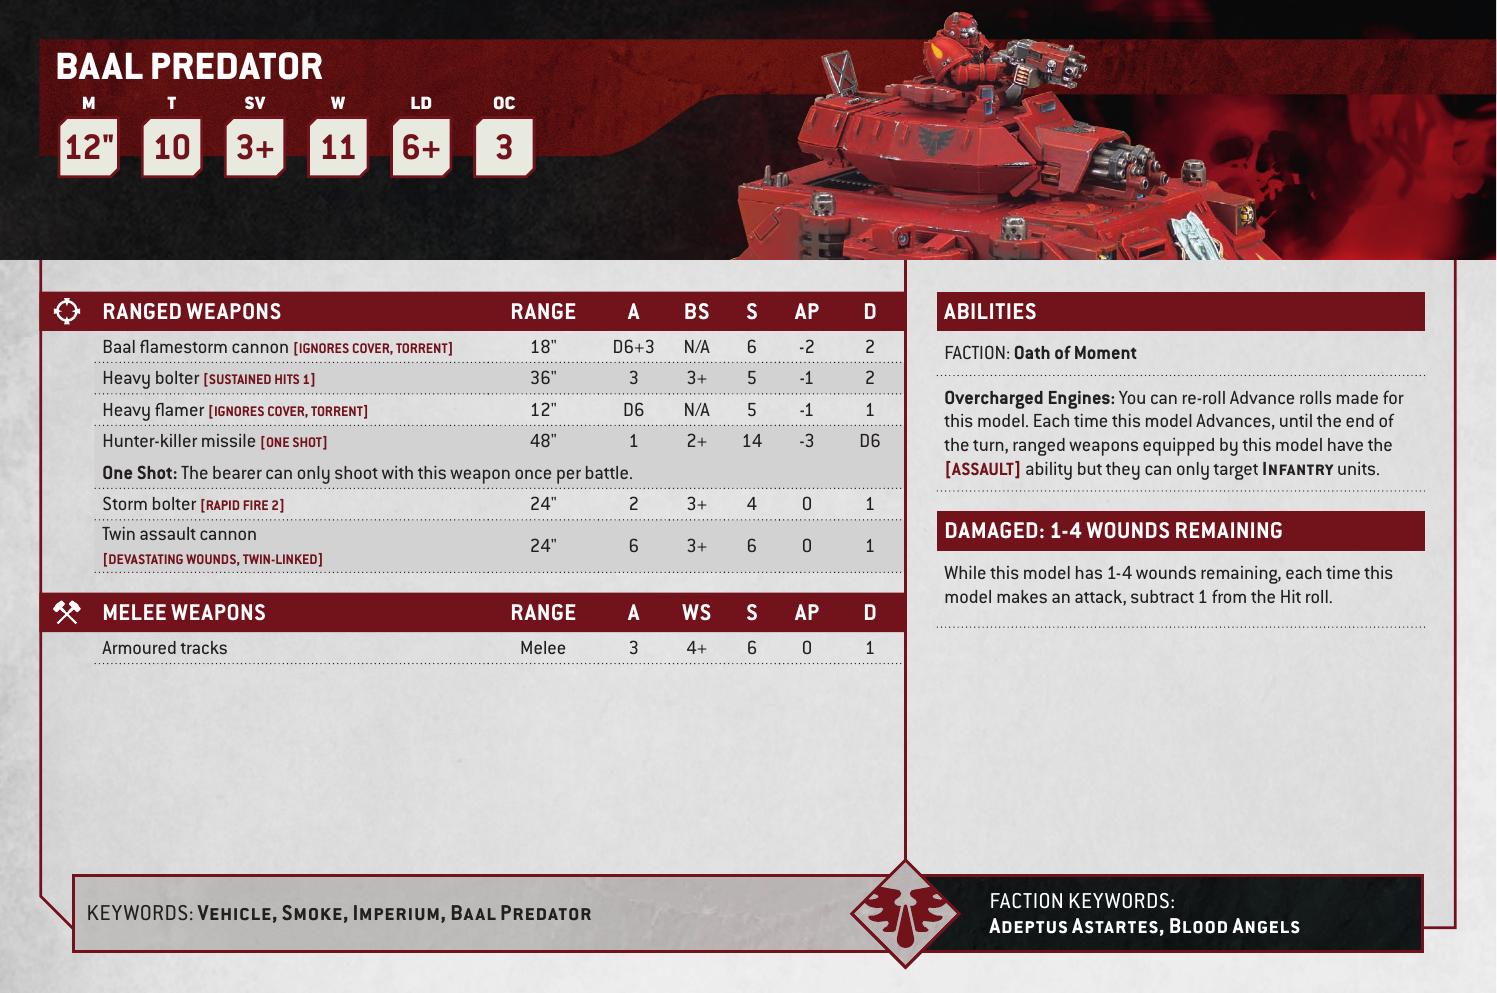 BAAL PREDATOR
M T SV W LD OC
12" 10 3+ 11 6+ 3
RANGED WEAPONS RANGE A BS S AP D
Baal flamestorm cannon [IGNORES COVER, TORRENT] 18" D6+3 N/A 6 -2 2
Heavy bolter [SUSTAINED HITS 1] 36" 3 3+ 5 -1 2
Heavy flamer [IGNORES COVER, TORRENT] 12" D6 N/A 5 -1 1
Hunter-killer missile [ONE SHOT] 48" 1 2+ 14 -3 D6
One Shot: The bearer can only shoot with this weapon once per battle.
Storm bolter [RAPID FIRE 2] 24" 2 3+ 4 0 1
Twin assault cannon
[DEVASTATING WOUNDS, TWIN-LINKED] 24" 6 3+ 6 0 1
MELEE WEAPONS RANGE A WS S AP D
Armoured tracks Melee 3 4+ 6 0 1
ABILITIES
FACTION: Oath of Moment
Overcharged Engines: You can re-roll Advance rolls made for
this model. Each time this model Advances, until the end of
the turn, ranged weapons equipped by this model have the
[ASSAULT] ability but they can only target INFANTRY units.
DAMAGED: 1-4 WOUNDS REMAINING
While this model has 1-4 wounds remaining, each time this
model makes an attack, subtract 1 from the Hit roll.
KEYWORDS: VEHICLE, SMOKE, IMPERIUM, BAAL PREDATOR
FACTION KEYWORDS:
ADEPTUS ASTARTES, BLOOD ANGELS